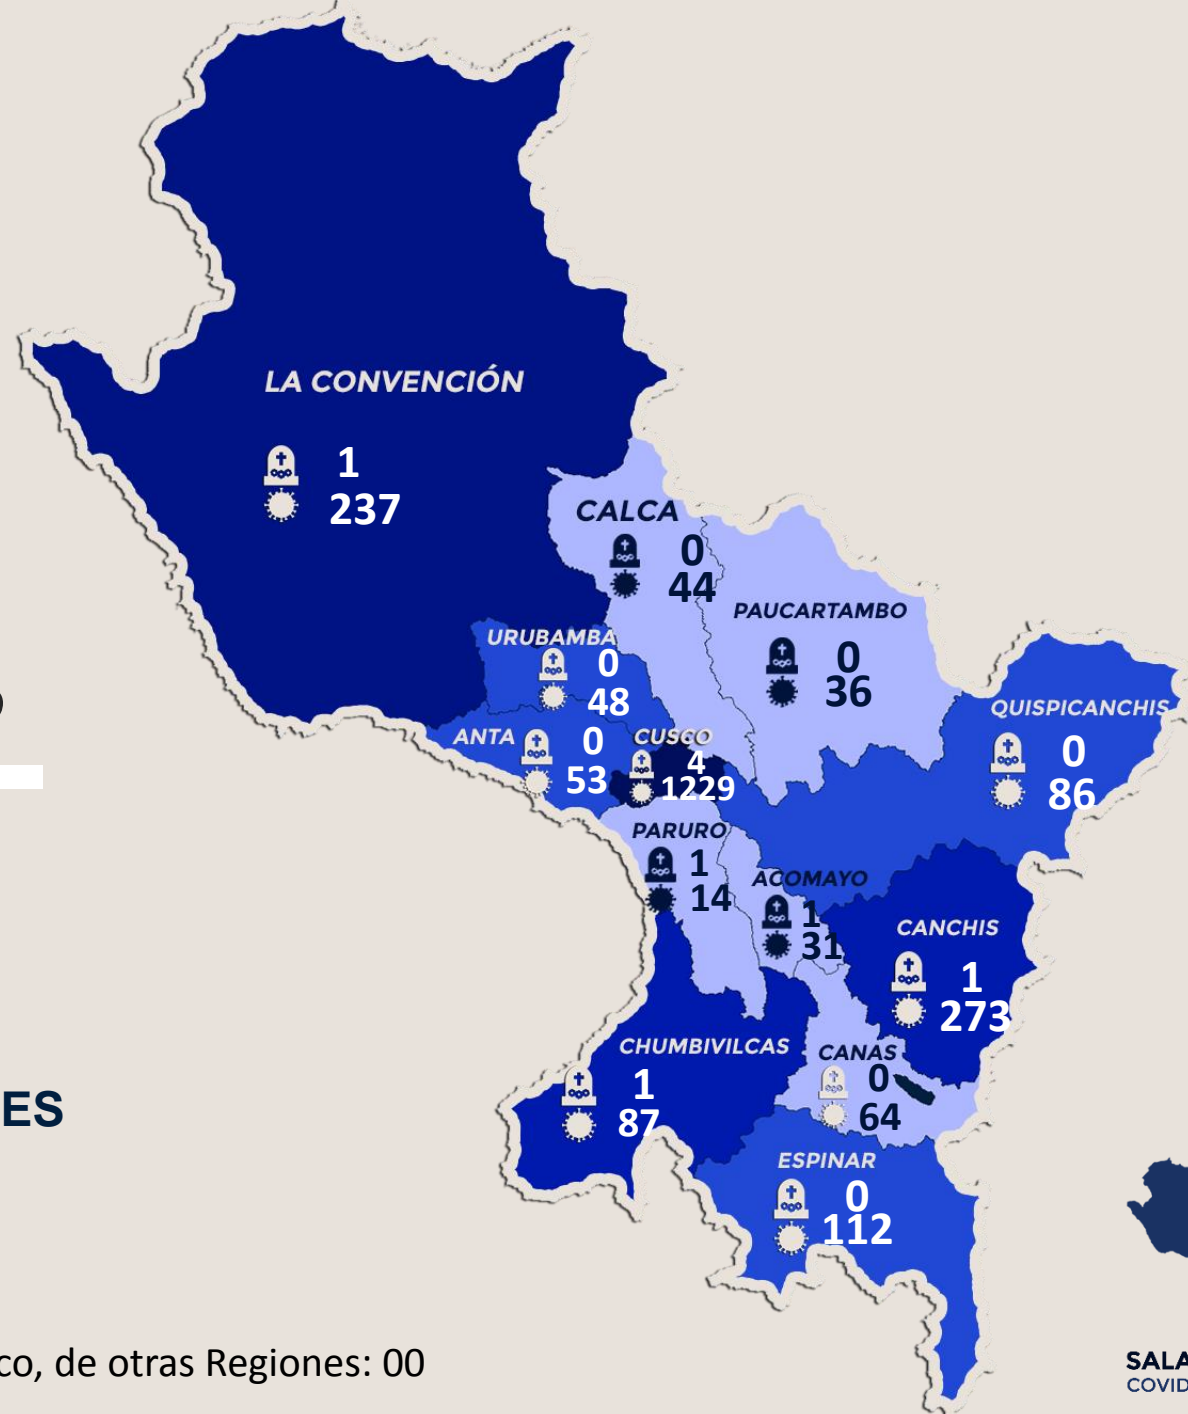 LA CONVENCIÓN
1
237
CALCA
0
44
PAUCARTAMBO
0
36
URUBAMBA
0
48
QUISPICANCHIS
0
86
ANTA
0
53
CUSCO
4
1229
PARURO
1
14
ACOMAYO
1
31
CANCHIS
1
273
CHUMBIVILCAS
1
87
CANAS
0
64
ES
ESPINAR
0
112
co, de otras Regiones: 00
SALA
COVID